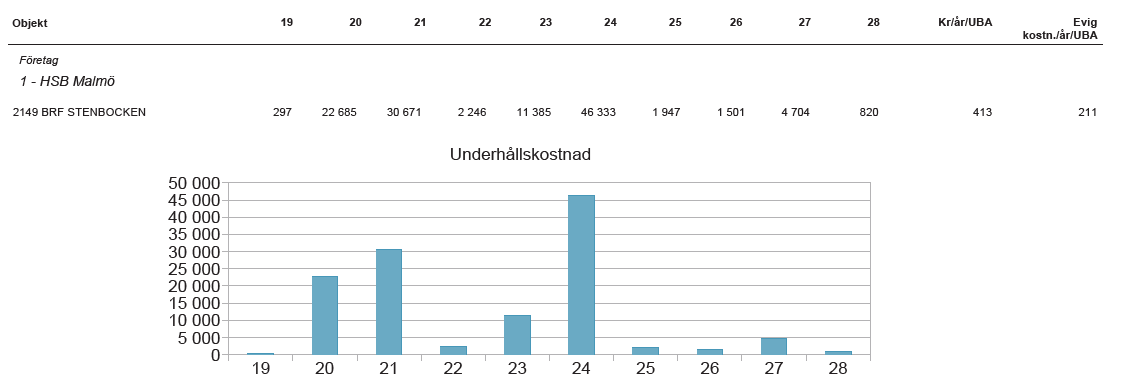 Objekt 19 20 21 22 23 24 25 26 27 28 Kr/år/UBA Evig
kostn./år/UBA
Företag
1 - HSB Malmö
2149 BRF STENBOCKEN 297 22 685 30 671 2 246 11 385 46 333 1 947 1 501 4 704 820 413 211
Underhållskostnad
50 000
45 000
40 000
35 000
30 000
25 000
20 000
15 000
10 000
5 000
0
19 20 21 22 23 24 25 26 27 28